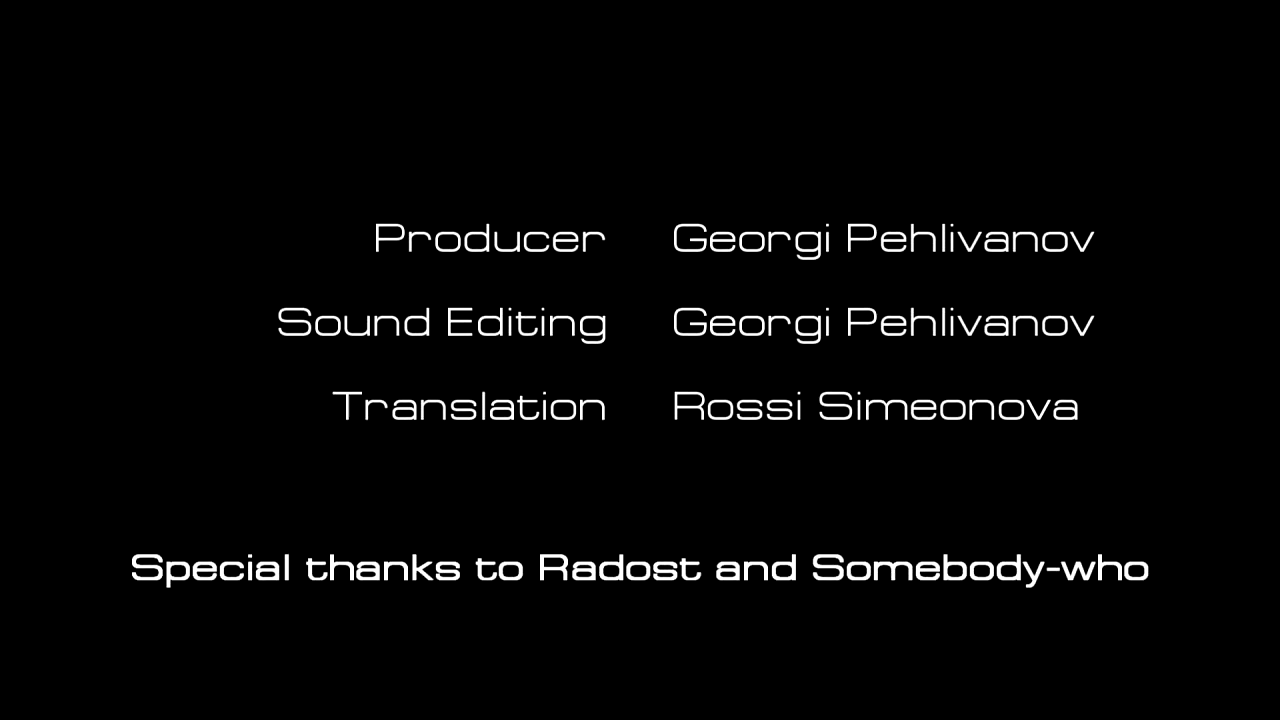 Producer Georgi Pehlivanov
Sound Editing Georgi Pehlivanov
Translation Rossi Simeonova
Special thanks to Radost and Somebody-who